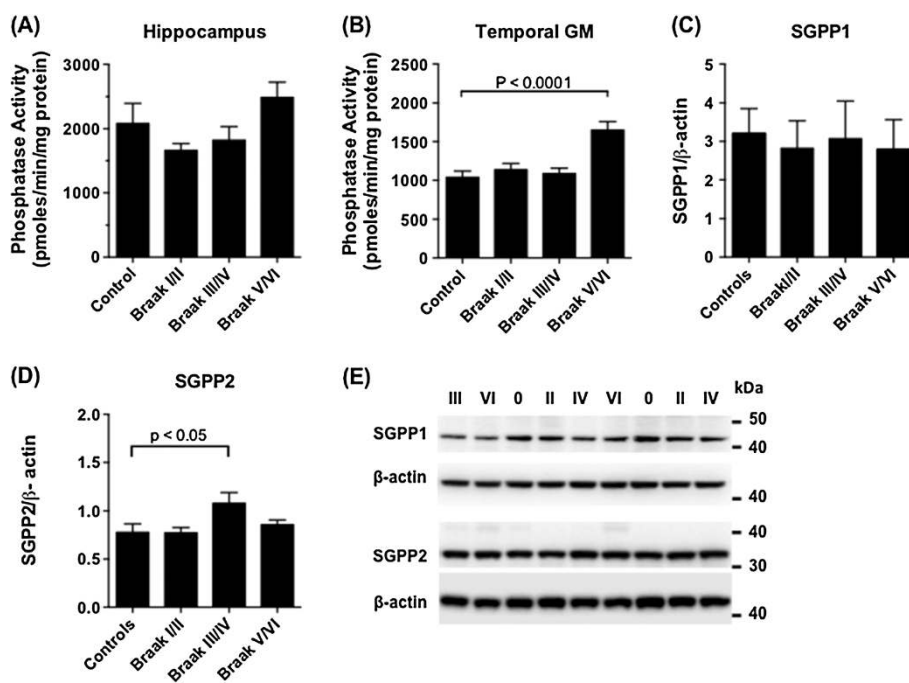 (A)
Hippocampus
Phosphatase Activity
(pmoles/min/mg protein)
3000
2500
2000
1500
1000
500
0
Control
Braak I/II
Braak III/IV
Braak V/VI
(B)
Temporal GM
Phosphatase Activity
(pmoles/min/mg protein)
P < 0.0001
2500
2000
1500
1000
500
0
Control
Braak I/II
Braak III/IV
Braak V/VI
(C)
SGPP1
SGPP1/β-actin
5
4
3
2
1
0
Controls
BraakI/II
Braak III/IV
Braak V/VI
(D)
SGPP2
SGPP2/β- actin
p < 0.05
2.0
1.5
1.0
0.5
0.0
Controls
Braak I/II
Braak III/IV
Braak V/VI
(E)
III VI 0 II IV VI 0 II IV kDa
50
SGPP1
40
β-actin
40
40
SGPP2
30
β-actin
40